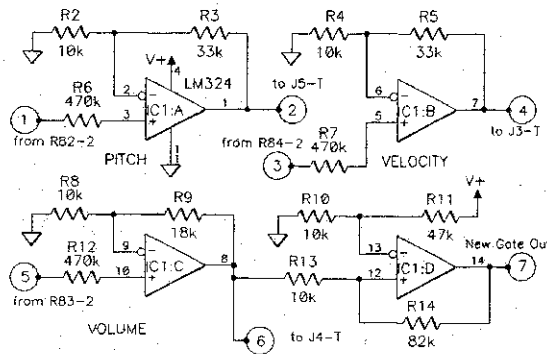 R2
10k
R3
33k
V+
4
LM324
R6
470k
2
IC1:A
3
1
to J5-T
1
2
from R82-2
PITCH
11
R4
10k
R5
33k
6
IC1:B
5
7
R7
470k
from R84-2
3
VELOCITY
4
to J3-T
R8
10k
R9
18k
9
IC1:C
10
8
R12
470k
5
from R83-2
VOLUME
6
to J4-T
R10
10k
R11
47k
V+
R13
10k
13
IC1:D
12
14
New Gate Out
7
R14
82k